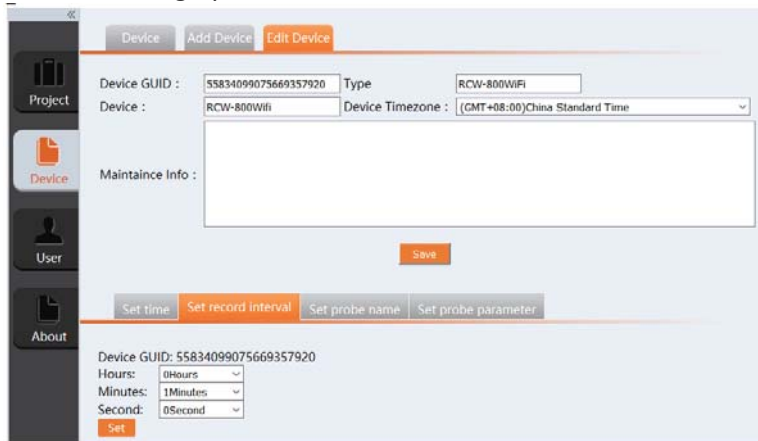 «
Device Add Device Edit Device
Project
Device
User
About
Device GUID : 55834099075669357920 Type RCW-800WiFi
Device : RCW-800Wifi Device Timezone : (GMT+08:00)China Standard Time
Maintaince Info :
Save
Set time Set record interval Set probe name Set probe parameter
Device GUID: 55834099075669357920
Hours: 0Hours
Minutes: 1Minutes
Second: 0Second
Set